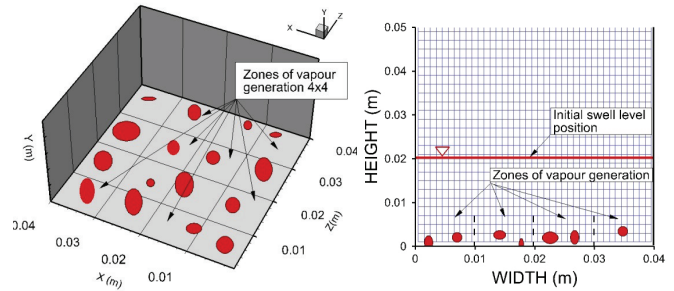 Y
X
Z
Zones of vapour
generation 4x4
Y (m)
0.04
0.03
0.02
0.01
X (m)
0.01
0.02
0.03
0.04
Z(m)
0.05
0.04
0.03
0.02
0.01
0
HEIGHT (m)
Initial swell level
position
Zones of vapour generation
0
0.01
0.02
0.03
0.04
WIDTH (m)